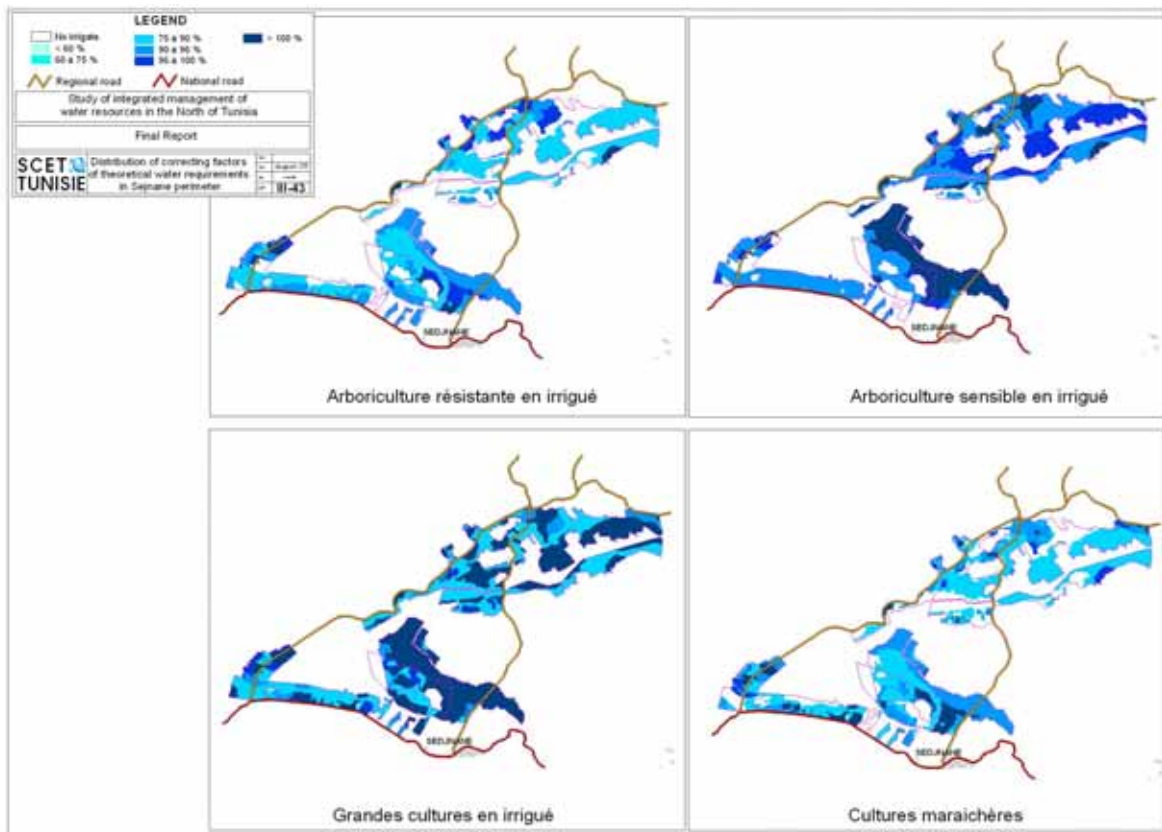 LEGEND
No irrigate
< 60 %
60 à 75 %
75 à 90 %
90 à 95 %
95 à 100 %
> 100 %
Regional road
National road
Study of integrated management of
water resources in the North of Tunisia
Final Report
SCET
TUNISIE
Distribution of correcting factors
of theoretical water requirements
in Sejnane perimeter
III-43
SEDJNANE
Arboriculture résistante en irrigué
SEDJNANE
Arboriculture sensible en irrigué
SEDJNANE
Grandes cultures en irrigué
SEDJNANE
Cultures maraichères